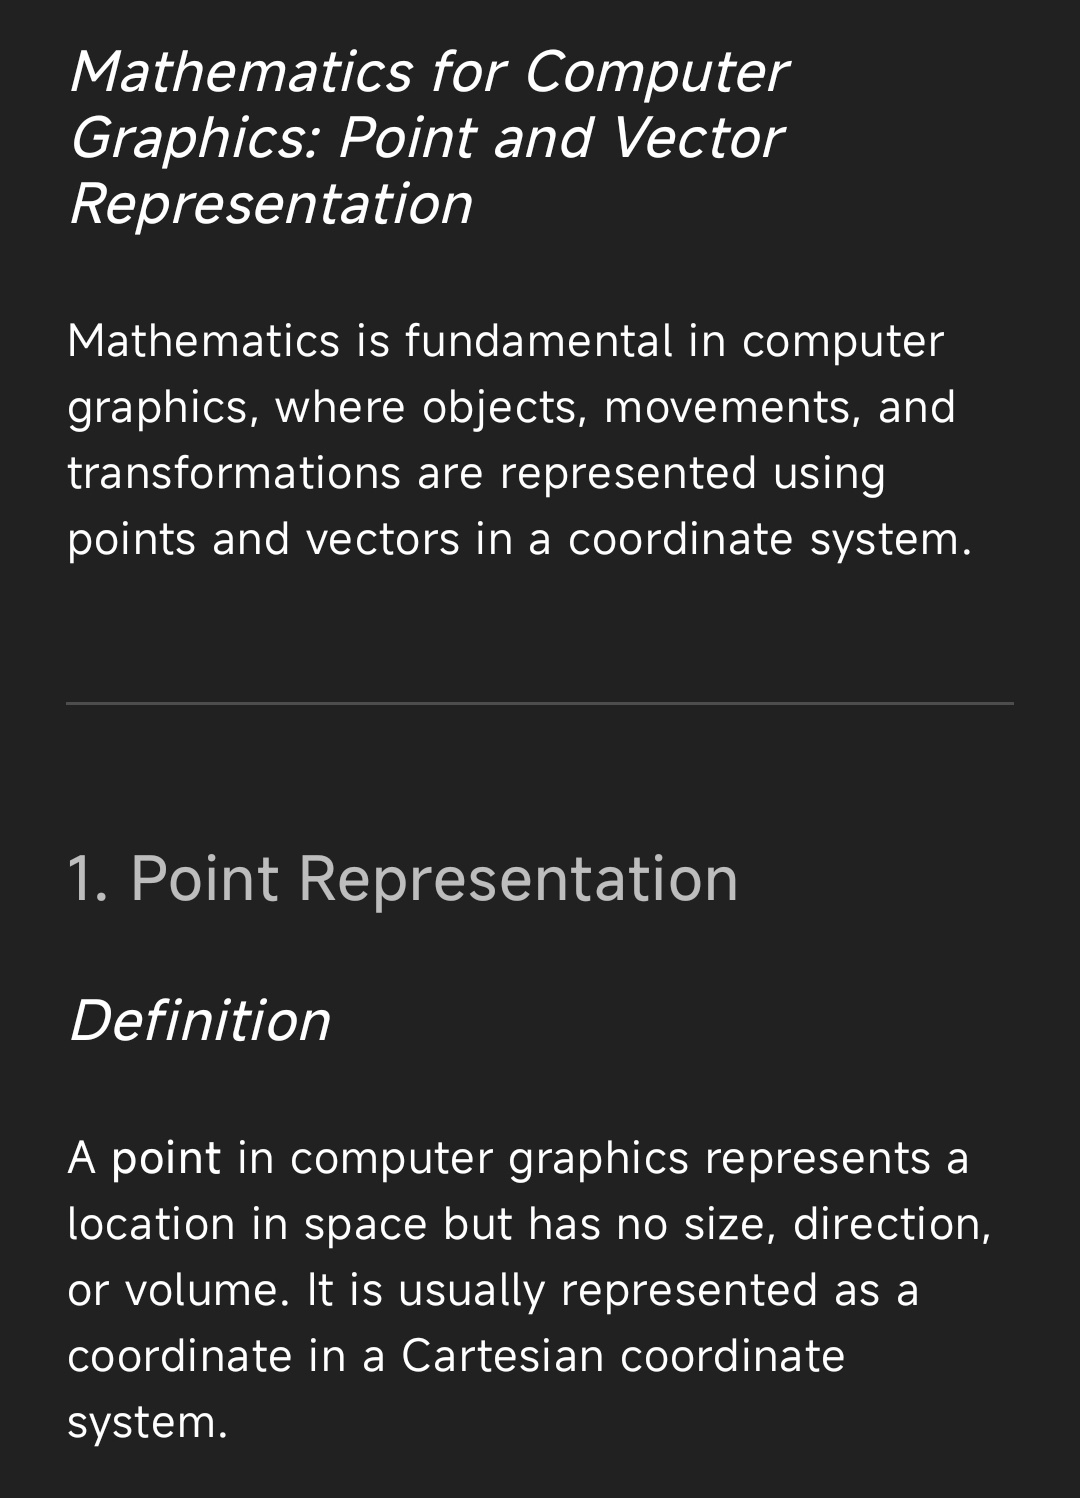 Mathematics for Computer
Graphics: Point and Vector
Representation
Mathematics is fundamental in computer
graphics, where objects, movements, and
transformations are represented using
points and vectors in a coordinate system.
1. Point Representation
Definition
A point in computer graphics represents a
location in space but has no size, direction,
or volume. It is usually represented as a
coordinate in a Cartesian coordinate
system.